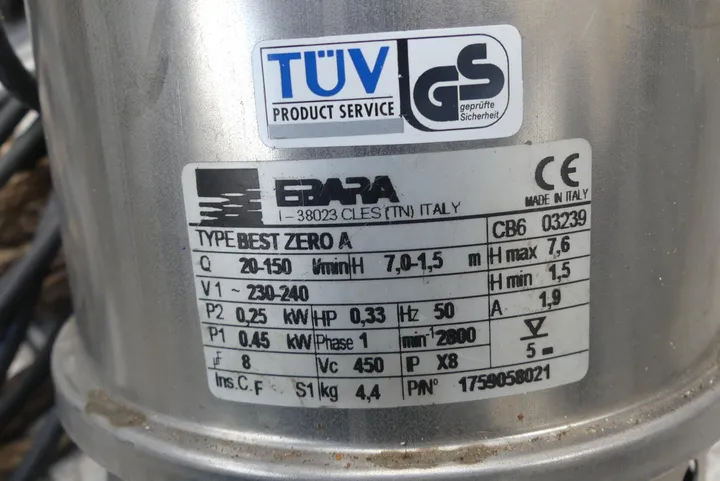 TÜV
PRODUCT SERVICE
GS
geprüfte
Sicherheit
EBARA
I-38023 CLES (TN) ITALY
CE
MADE IN ITALY
TYPE BEST ZERO A CB6 03239
Q 20-150 l/min H 7,0-1,5 m H max 7,6
V1 ~ 230-240 H min 1,5
P2 0,25 kW HP 0,33 Hz 50 A 1,9
P1 0.45 kW Phase 1 min-1 2800
µF 8 Vc 450 IP X8 5
Ins.C. F S1 kg 4,4 P/N° 1759058021